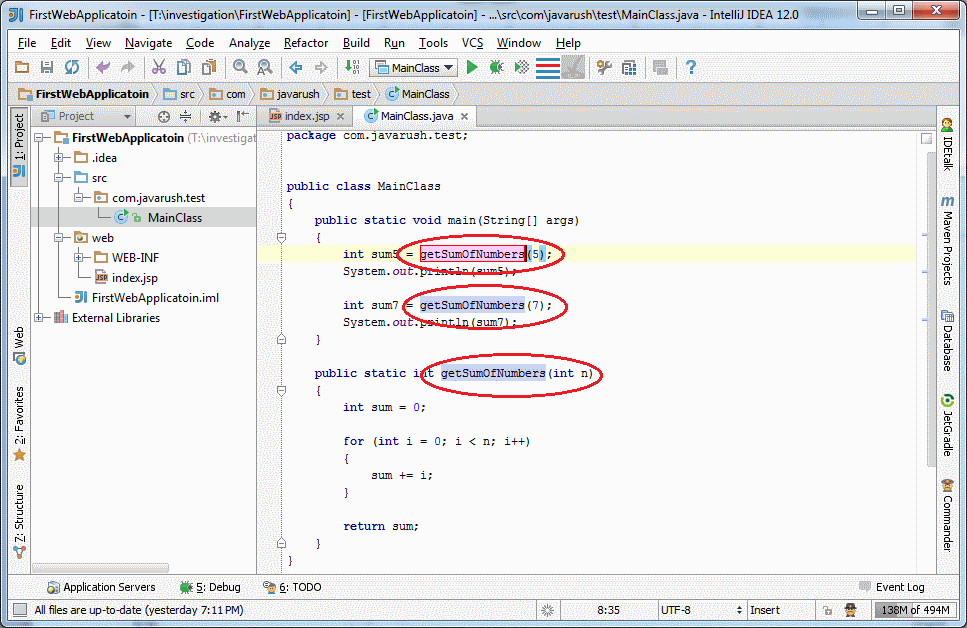 FirstWebApplicatoin - [T:\investigation\FirstWebApplicatoin] - [FirstWebApplicatoin] - ...\src\com\javarush\test\MainClass.java - IntelliJ IDEA 12.0
File Edit View Navigate Code Analyze Refactor Build Run Tools VCS Window Help
MainClass
FirstWebApplicatoin src com javarush test MainClass
1: Project
Web
2: Favorites
Z: Structure
Project
FirstWebApplicatoin (T:\investigat
.idea
src
com.javarush.test
MainClass
web
WEB-INF
index.jsp
FirstWebApplicatoin.iml
External Libraries
index.jsp MainClass.java
package com.javarush.test;
public class MainClass
{
public static void main(String[] args)
{
int sum5 = getSumOfNumbers(5);
System.out.println(sum5);
int sum7 = getSumOfNumbers(7);
System.out.println(sum7);
}
public static int getSumOfNumbers(int n)
{
int sum = 0;
for (int i = 0; i < n; i++)
{
sum += i;
}
return sum;
}
}
IDEtalk
Maven Projects
Database
JetGradle
Commander
Application Servers 5: Debug 6: TODO Event Log
All files are up-to-date (yesterday 7:11 PM) 8:35 UTF-8 Insert 138M of 494M